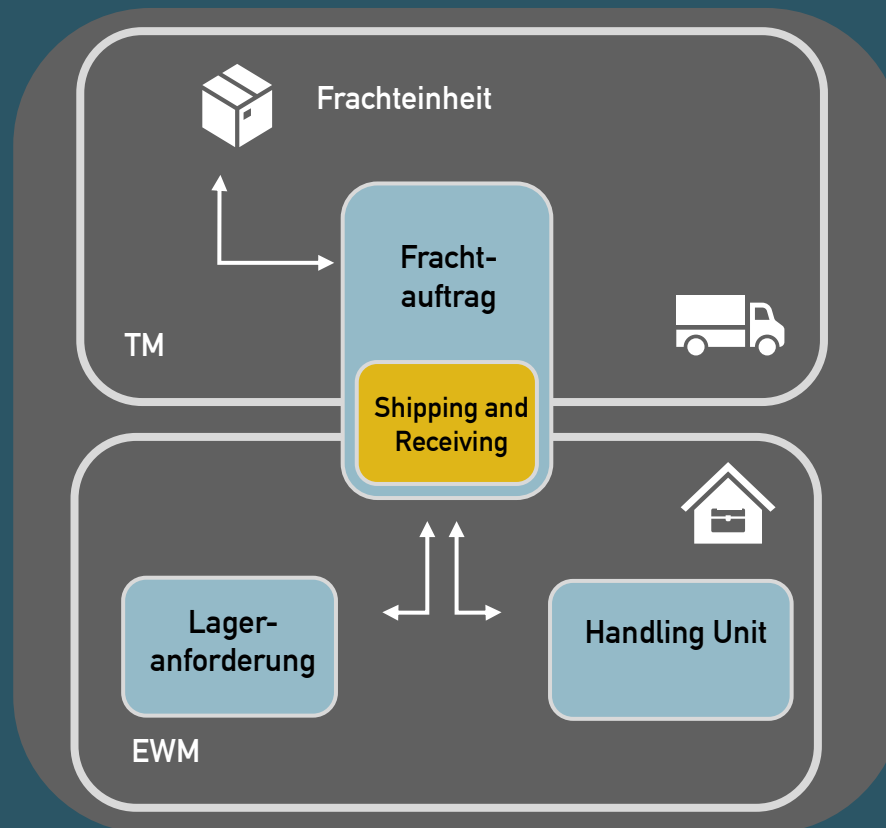 Frachteinheit
Fracht-
auftrag
TM
Shipping and
Receiving
Lager-
anforderung
Handling Unit
EWM